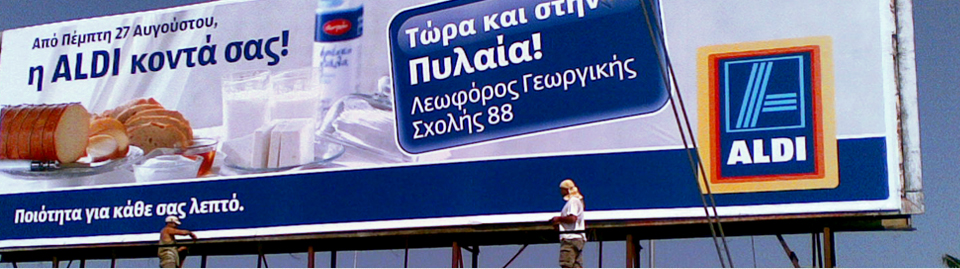 Από Πέμπτη 27 Αυγούστου,
η ALDI κοντά σας!
Τώρα και στην
Πυλαία!
Λεωφόρος Γεωργικής
Σχολής 88
ALDI
Ποιότητα για κάθε σας λεπτό.